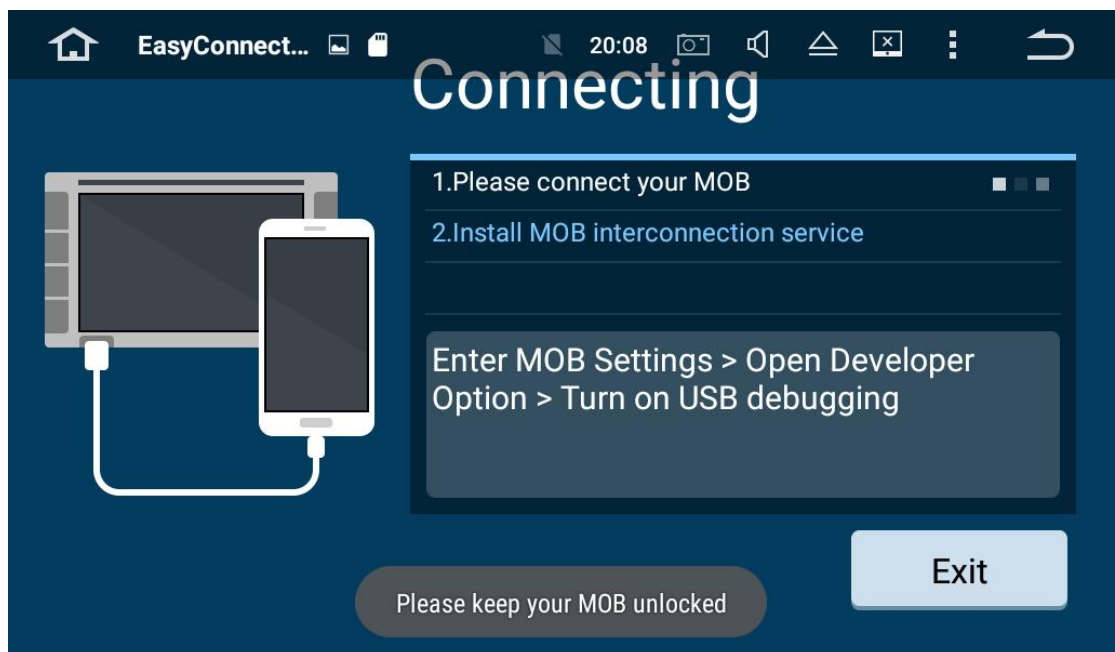 EasyConnect...
20:08
Connecting
1.Please connect your MOB
2.Install MOB interconnection service
Enter MOB Settings > Open Developer
Option > Turn on USB debugging
Exit
Please keep your MOB unlocked